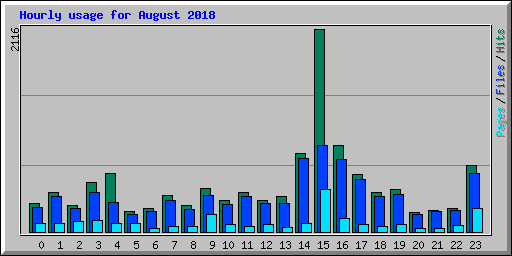 Hourly usage for August 2018
2116
Pages/Files/Hits
0 1 2 3 4 5 6 7 8 9 10 11 12 13 14 15 16 17 18 19 20 21 22 23